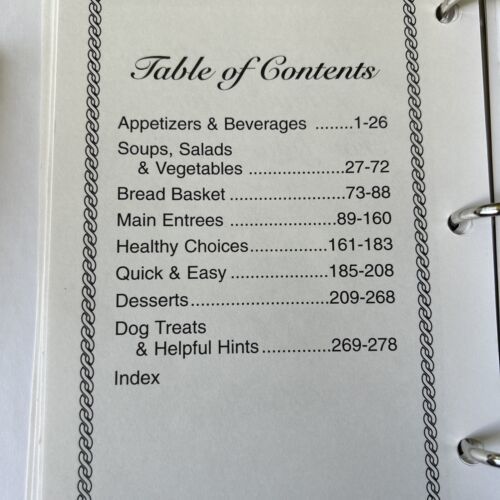 Table of Contents
Appetizers & Beverages ........1-26
Soups, Salads
& Vegetables ....................27-72
Bread Basket ........................73-88
Main Entrees .......................89-160
Healthy Choices................161-183
Quick & Easy ....................185-208
Desserts............................209-268
Dog Treats
& Helpful Hints ..............269-278
Index